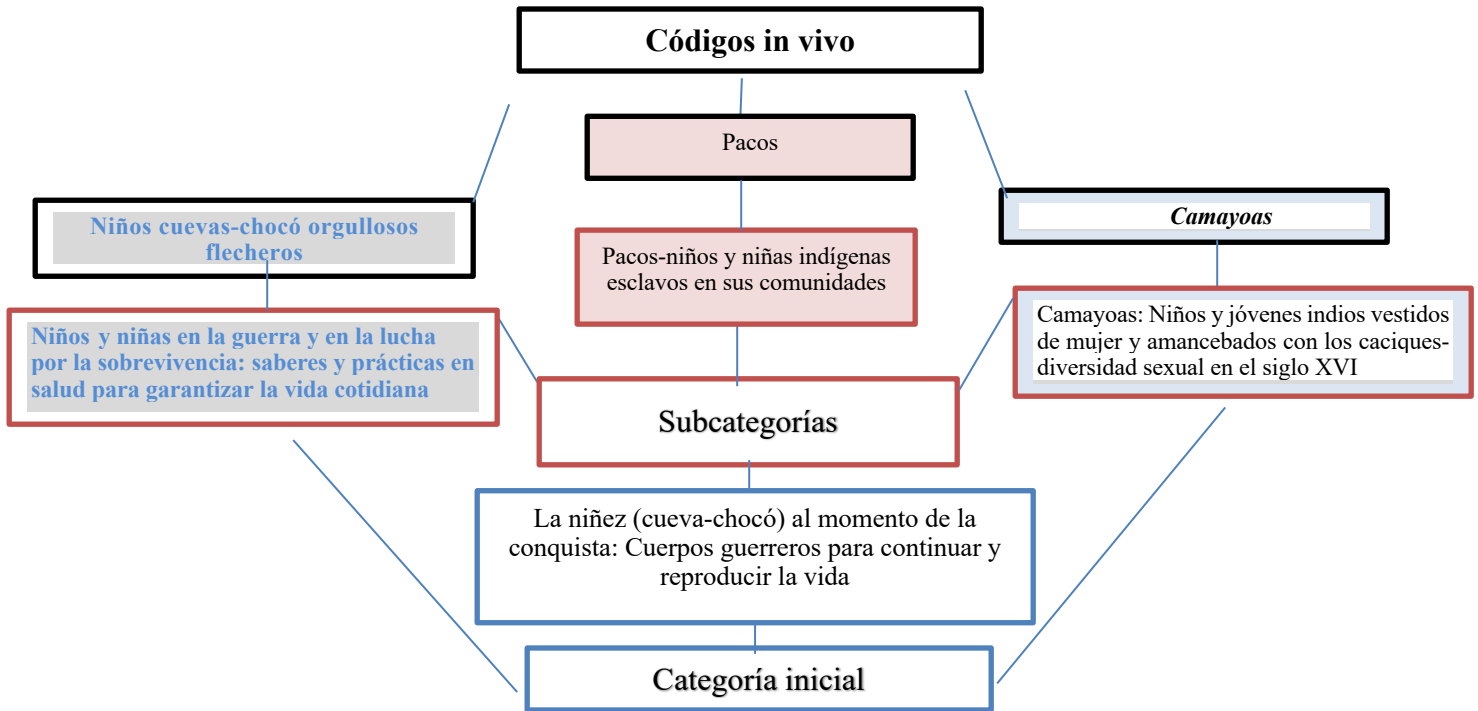 Códigos in vivo
Pacos
Niños cuevas-chocó orgullosos
flecheros
Camayoas
Pacos-niños y niñas indígenas
esclavos en sus comunidades
Niños y niñas en la guerra y en la lucha
por la sobrevivencia: saberes y prácticas en
salud para garantizar la vida cotidiana
Camayoas: Niños y jóvenes indios vestidos
de mujer y amancebados con los caciques-
diversidad sexual en el siglo XVI
Subcategorías
La niñez (cueva-chocó) al momento de la
conquista: Cuerpos guerreros para continuar y
reproducir la vida
Categoría inicial